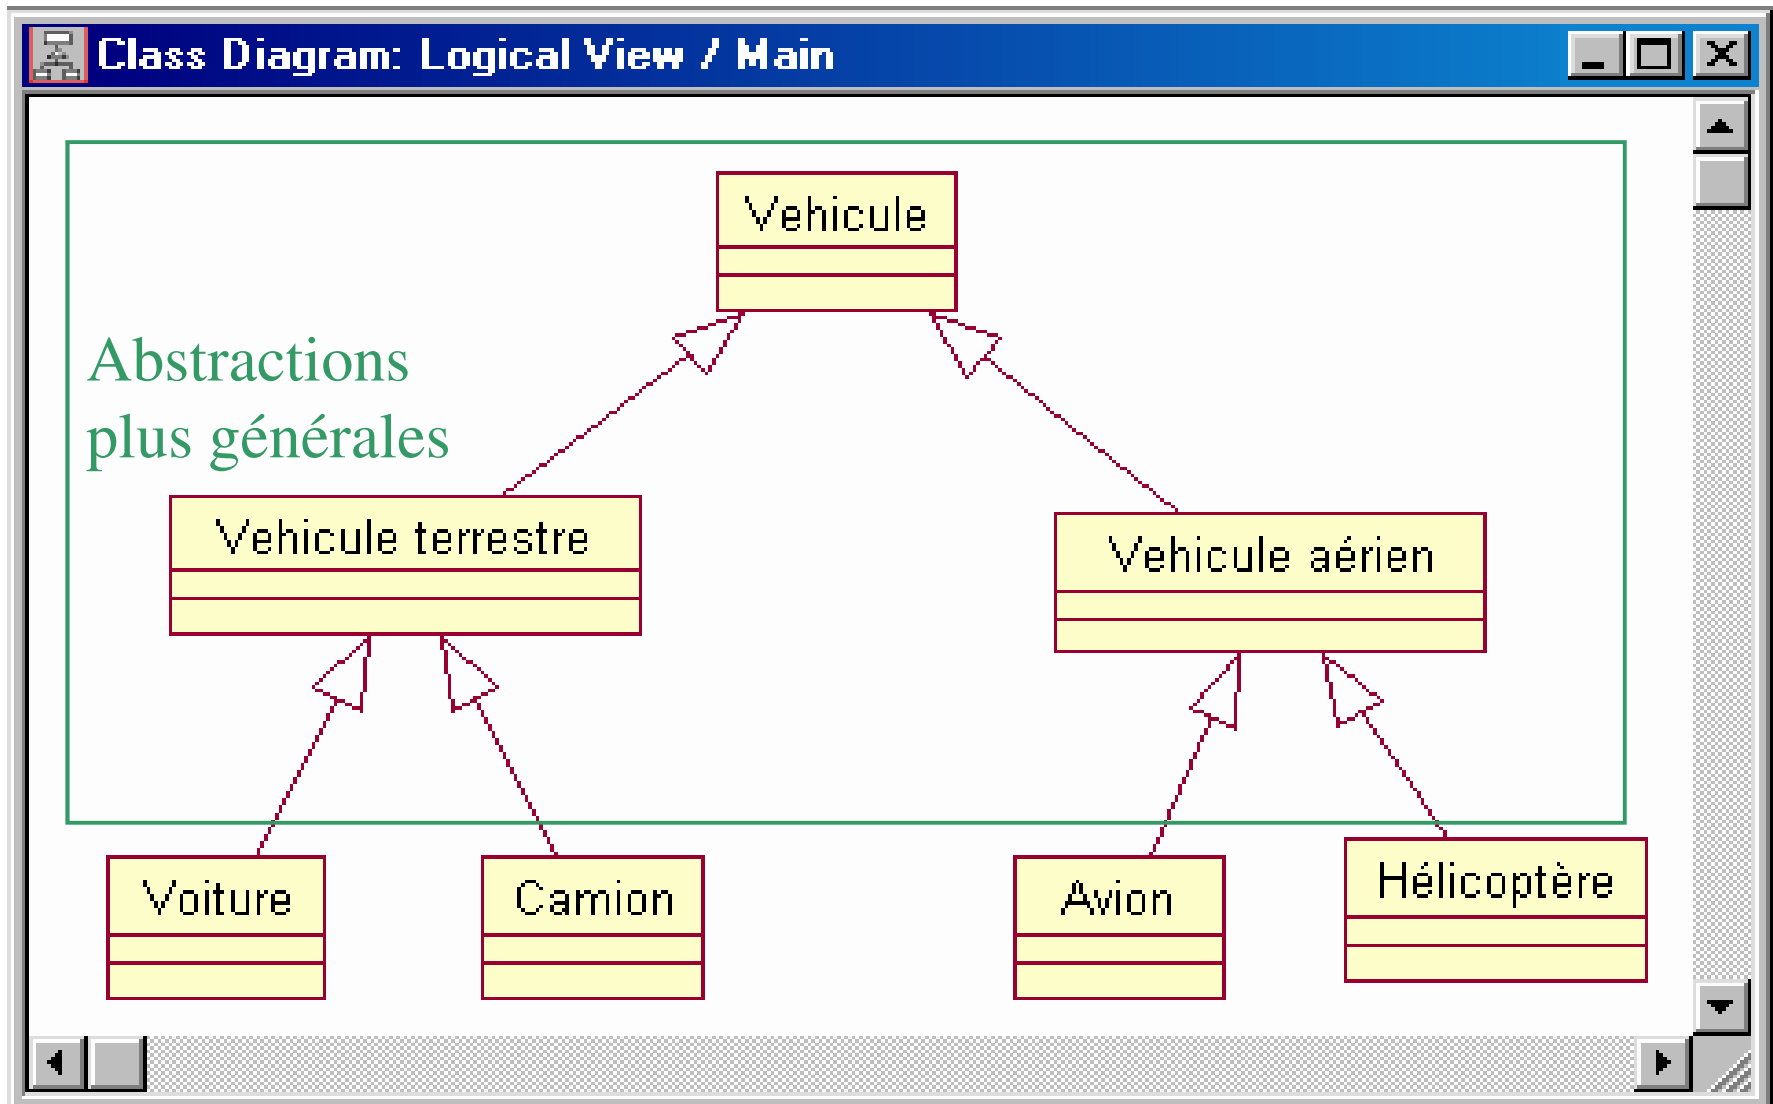 Class Diagram: Logical View / Main
Vehicule
Abstractions
plus générales
Vehicule terrestre
Vehicule aérien
Voiture
Camion
Avion
Hélicoptère